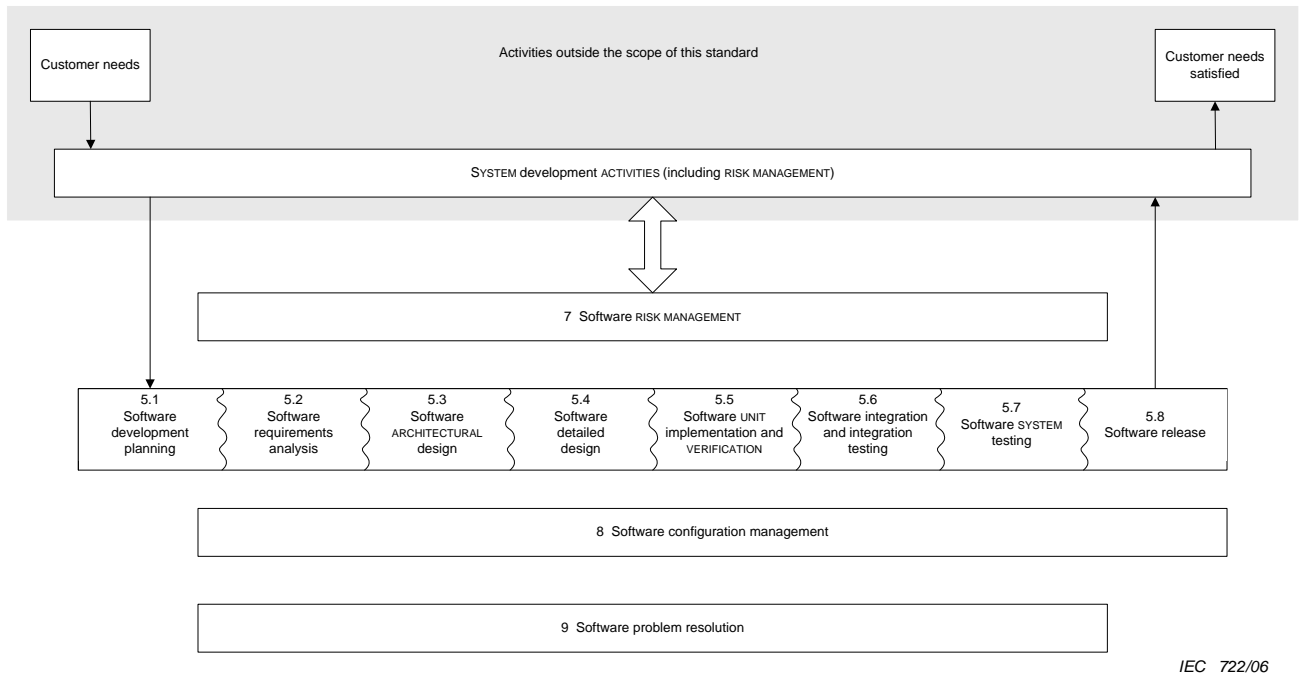 Activities outside the scope of this standard
Customer needs
Customer needs
satisfied
SYSTEM development ACTIVITIES (including RISK MANAGEMENT)
7 Software RISK MANAGEMENT
5.1
Software
development
planning
5.2
Software
requirements
analysis
5.3
Software
ARCHITECTURAL
design
5.4
Software
detailed
design
5.5
Software UNIT
implementation and
VERIFICATION
5.6
Software integration
and integration
testing
5.7
Software SYSTEM
testing
5.8
Software release
8 Software configuration management
9 Software problem resolution
IEC 722/06